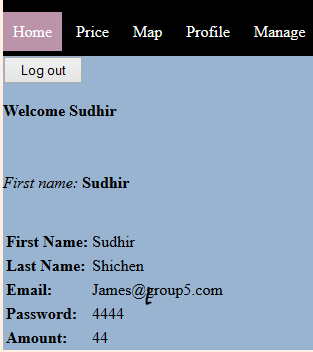 Home Price Map Profile Manage
Log out
Welcome Sudhir
First name: Sudhir
First Name: Sudhir
Last Name: Shichen
Email: James@group5.com
Password: 4444
Amount: 44